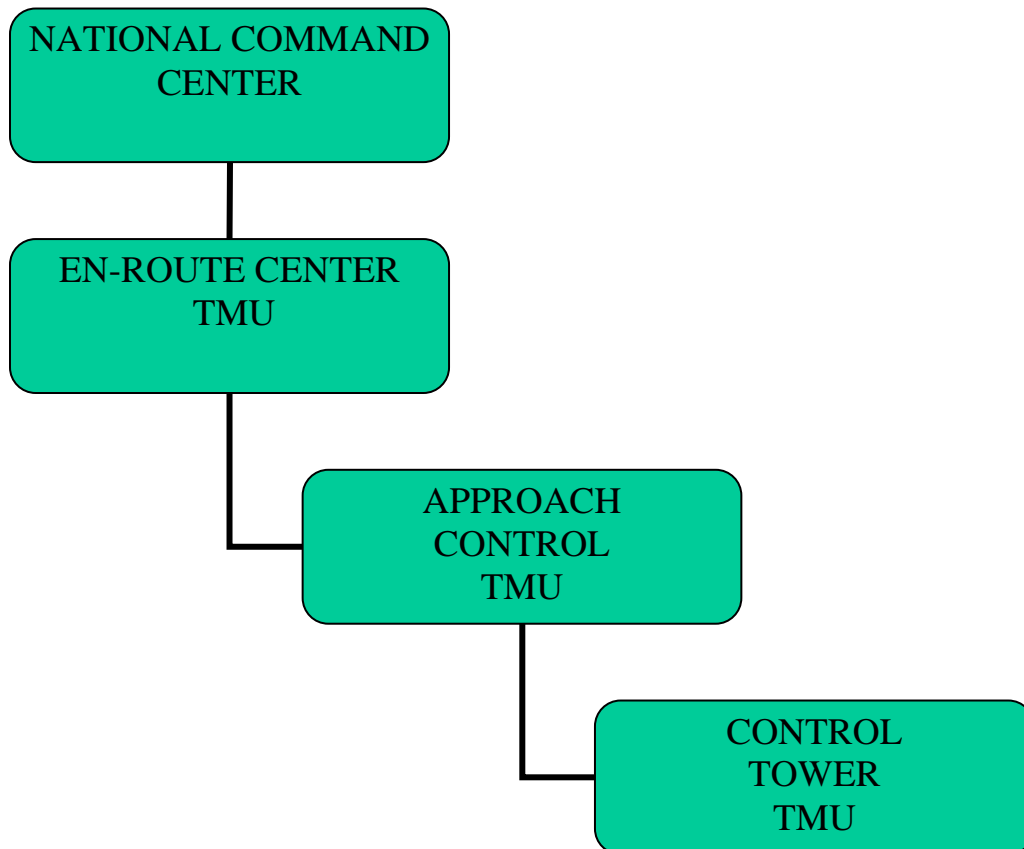 NATIONAL COMMAND
CENTER
EN-ROUTE CENTER
TMU
APPROACH
CONTROL
TMU
CONTROL
TOWER
TMU